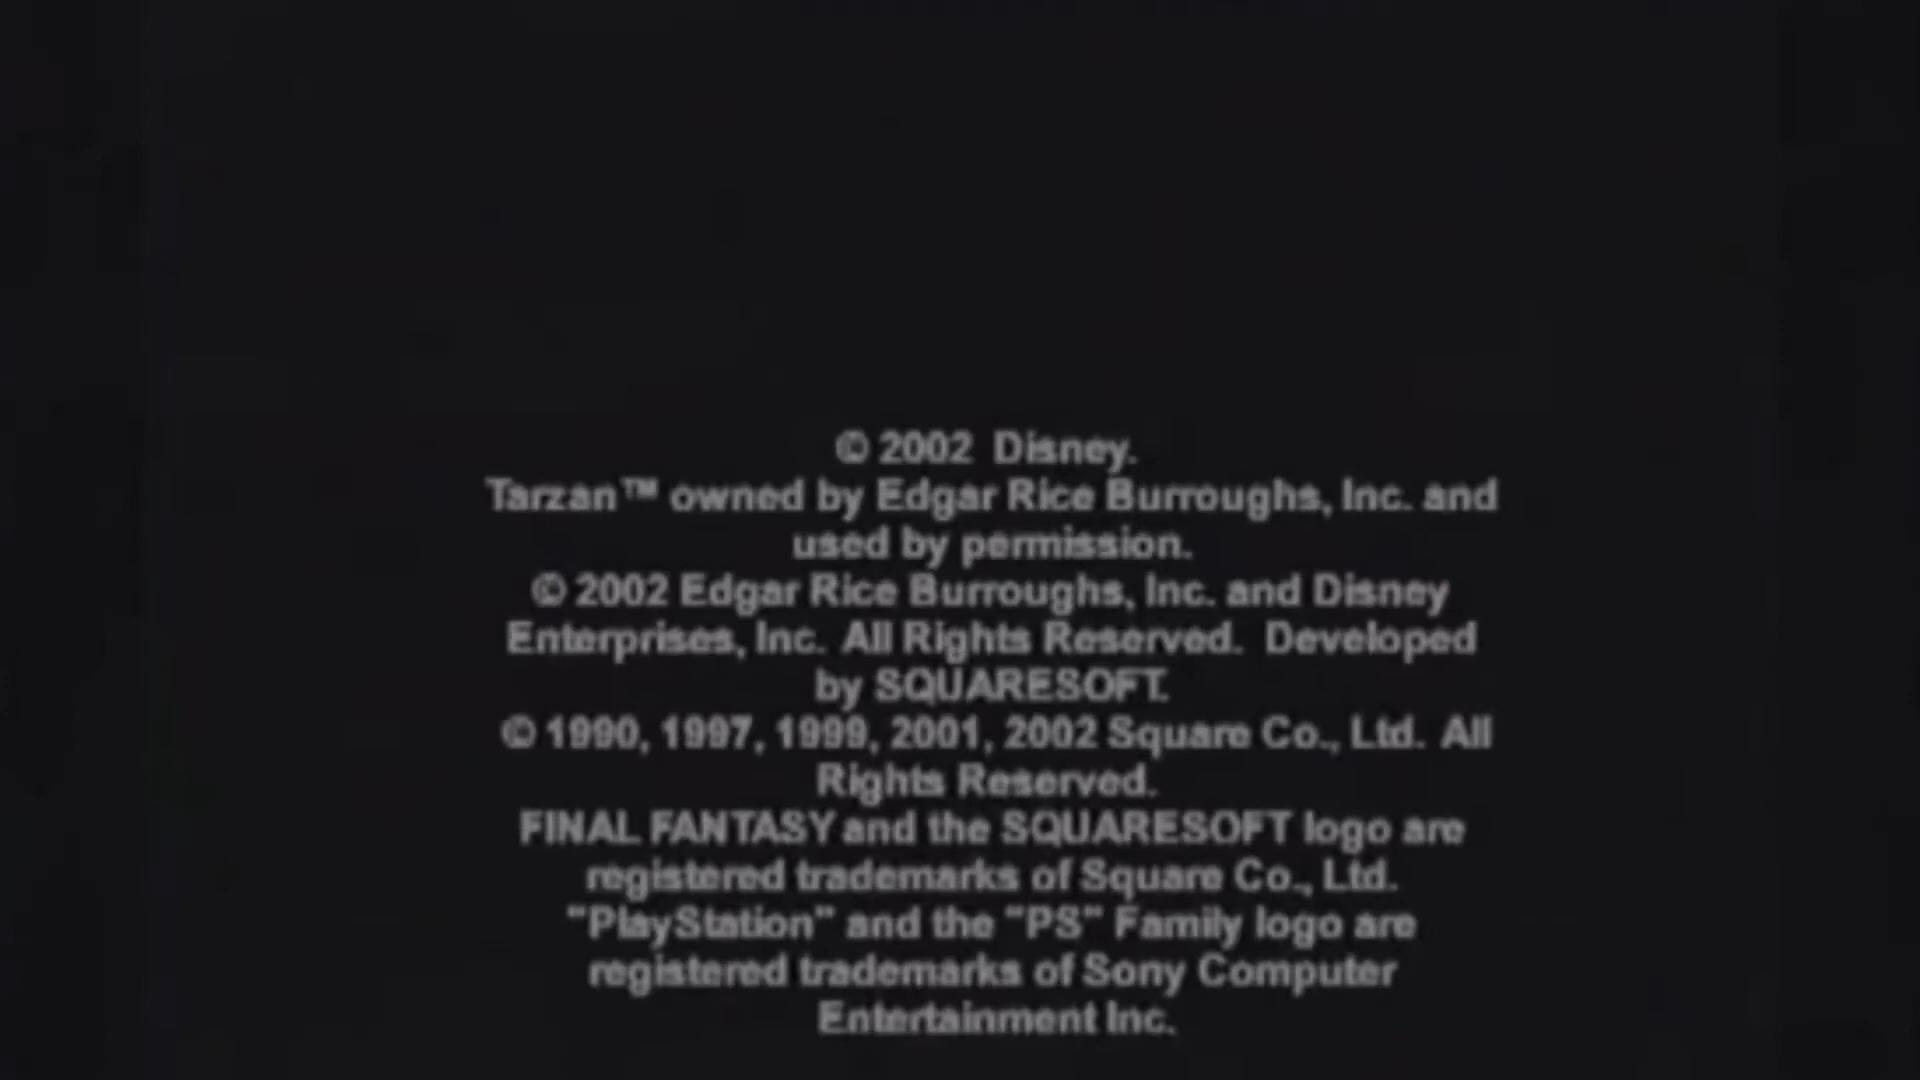 © 2002  Disney.
Tarzan™ owned by Edgar Rice Burroughs, Inc. and
used by permission.
© 2002 Edgar Rice Burroughs, Inc. and Disney
Enterprises, Inc.  All Rights Reserved.  Developed
by SQUARESOFT.
© 1990, 1997, 1999, 2001, 2002 Square Co., Ltd.  All
Rights Reserved.
FINAL FANTASY and the SQUARESOFT logo are
registered trademarks of Square Co., Ltd.
"PlayStation" and the "PS" Family logo are
registered trademarks of Sony Computer
Entertainment Inc.